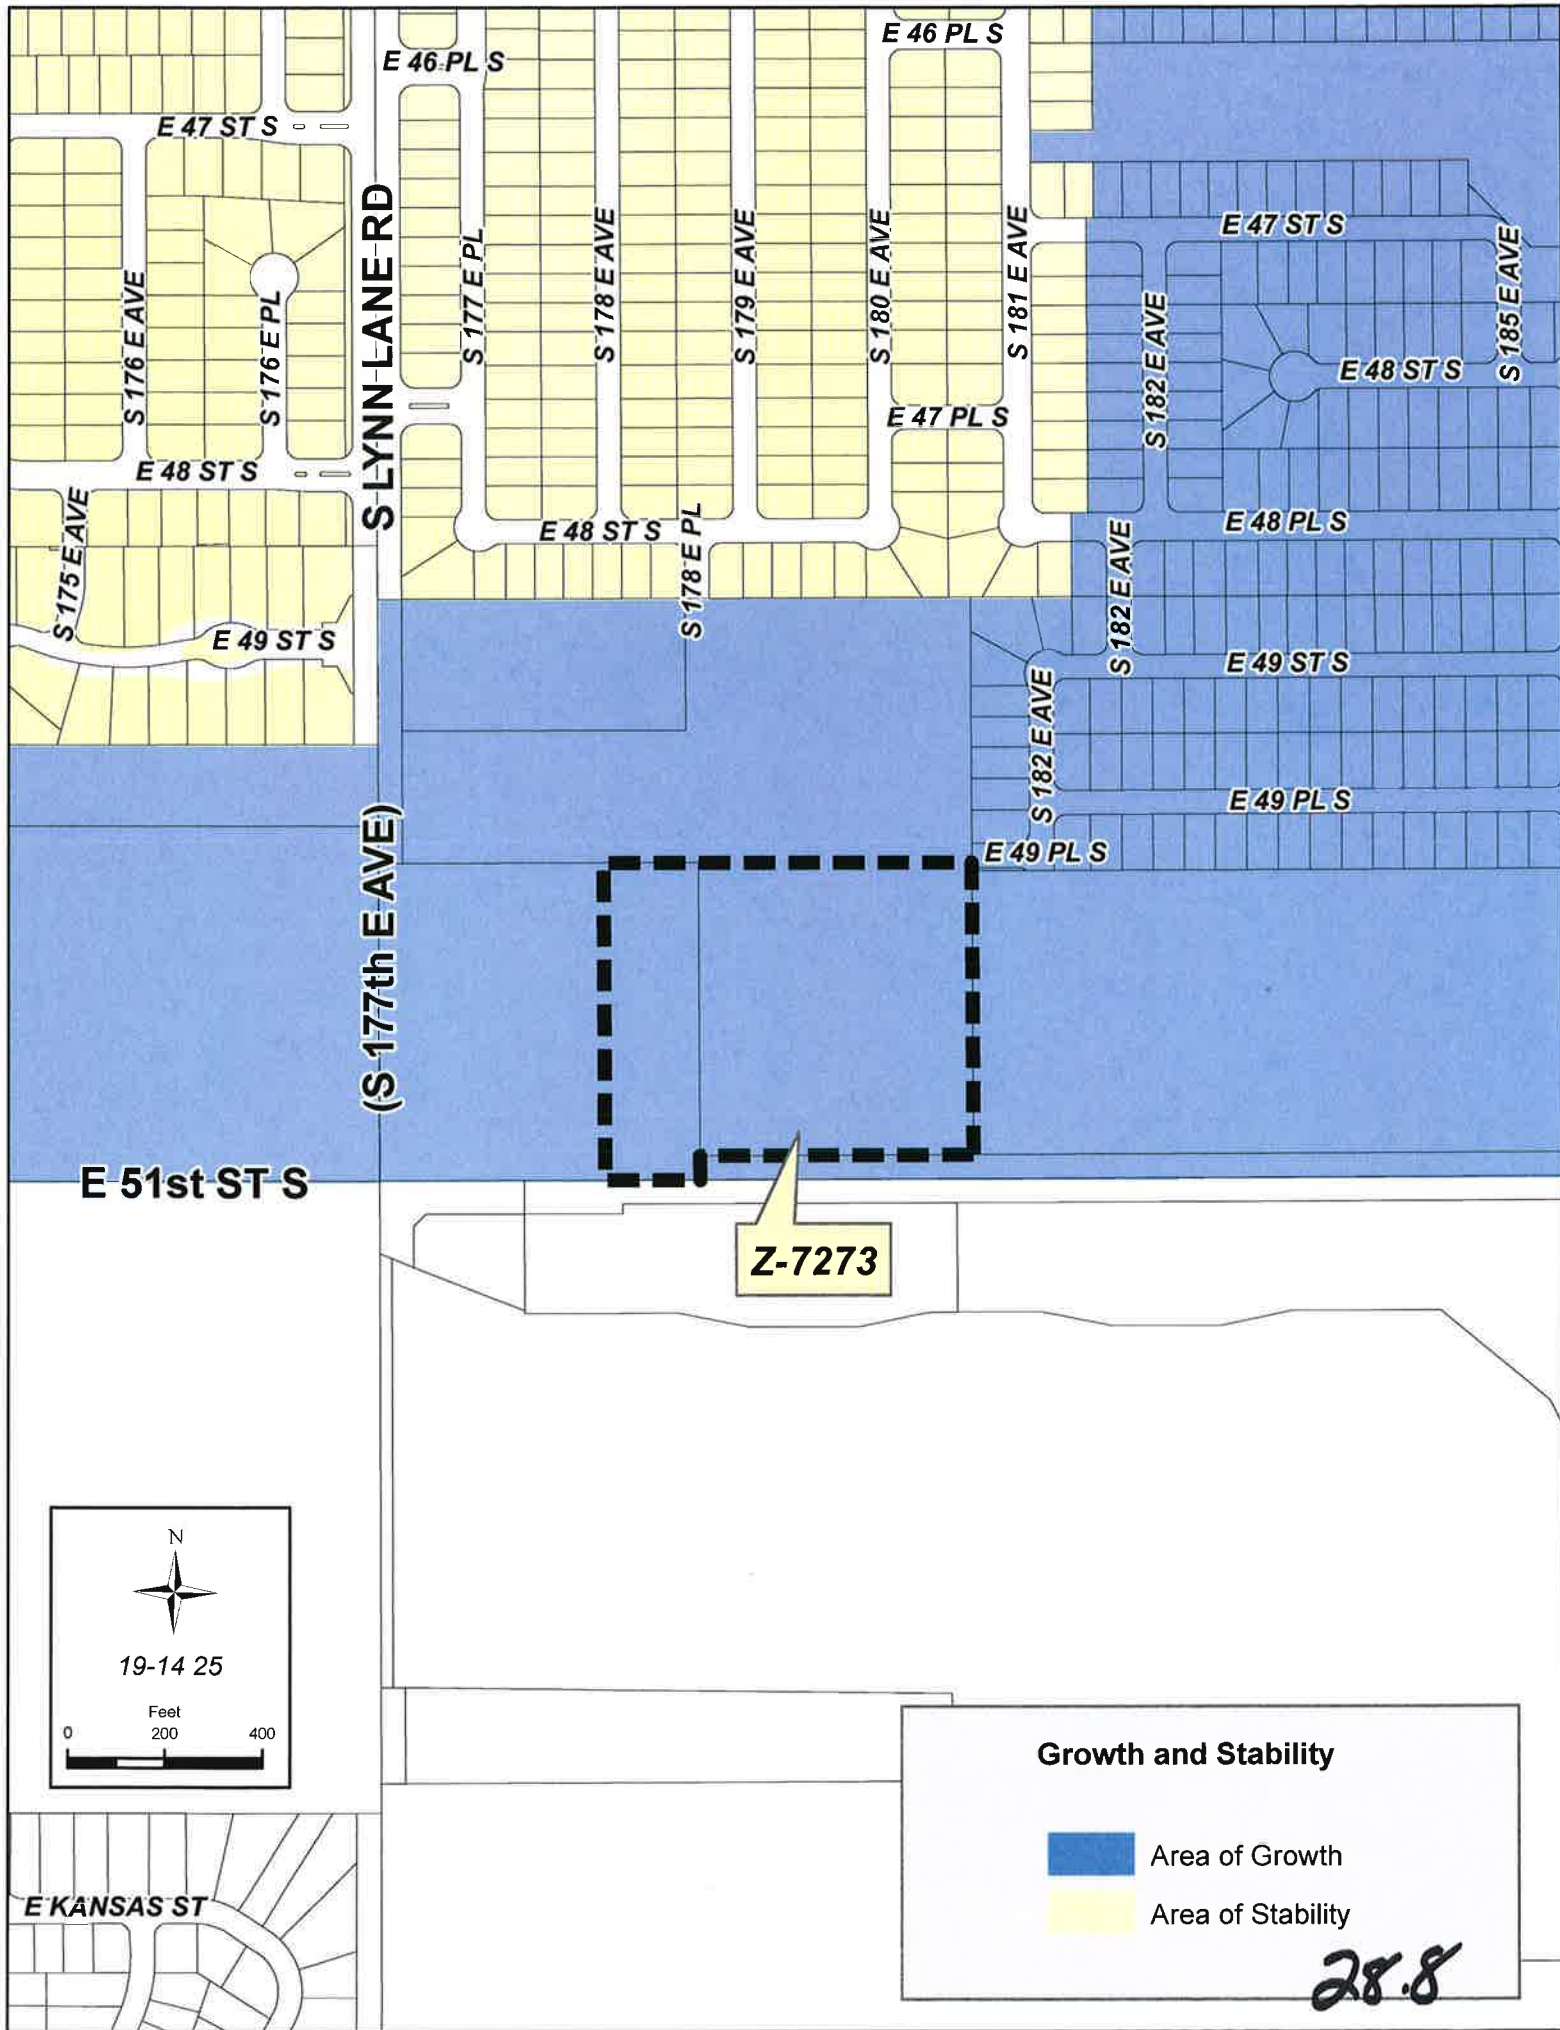 E 46 PL S
E 46 PL S
E 47 ST S
S LYNN LANE RD
S 176 E AVE
S 176 E PL
S 177 E PL
S 178 E AVE
S 179 E AVE
S 180 E AVE
S 181 E AVE
E 47 ST S
S 182 E AVE
S 185 E AVE
E 48 ST S
E 47 PL S
E 48 ST S
S 175 E AVE
E 48 ST S
S 178 E PL
E 48 PL S
S 182 E AVE
E 49 ST S
E 49 ST S
S 182 E AVE
E 49 PL S
E 49 PL S
(S 177th E AVE)
E 51st ST S
Z-7273
N
19-14 25
Feet
0 200 400
Growth and Stability
Area of Growth
Area of Stability
28.8
E KANSAS ST